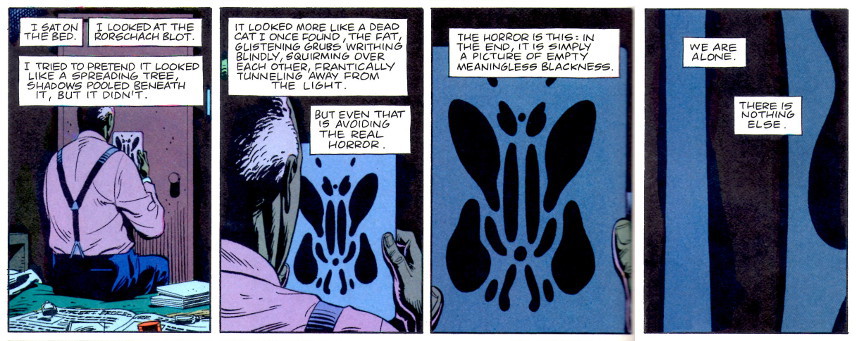 I SAT ON
THE BED.
I LOOKED AT THE
RORSCHACH BLOT.
I TRIED TO PRETEND IT LOOKED
LIKE A SPREADING TREE,
SHADOWS POOLED BENEATH
IT, BUT IT DIDN'T.
IT LOOKED MORE LIKE A DEAD
CAT I ONCE FOUND, THE FAT,
GLISTENING GRUBS WRITHING
BLINDLY, SQUIRMING OVER
EACH OTHER, FRANTICALLY
TUNNELING AWAY FROM
THE LIGHT.
BUT EVEN THAT
IS AVOIDING
THE REAL
HORROR.
THE HORROR IS THIS: IN
THE END, IT IS SIMPLY
A PICTURE OF EMPTY
MEANINGLESS BLACKNESS.
WE ARE
ALONE.
THERE IS
NOTHING
ELSE.